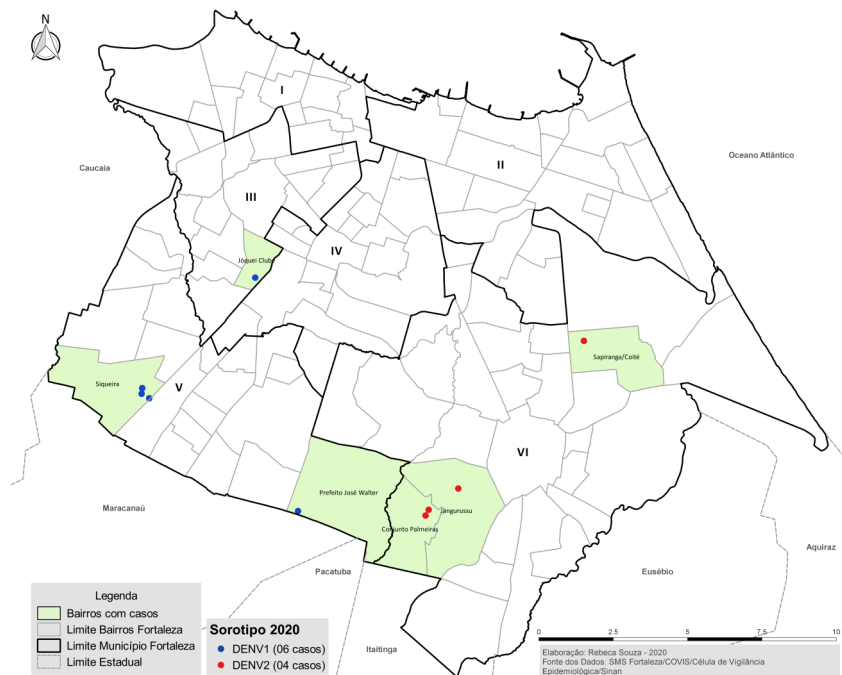 N
I
II
Oceano Atlântico
Caucaia
III
IV
Jóquei Clube
Sapiranga/Coité
Siqueira
V
VI
Prefeito José Walter
Jangurussu
Conjunto Palmeiras
Maracanaú
Aquiraz
Pacatuba
Eusébio
Itaitinga
Legenda
Bairros com casos
Limite Bairros Fortaleza
Limite Município Fortaleza
Limite Estadual
Sorotipo 2020
DENV1 (06 casos)
DENV2 (04 casos)
0 2,5 5 7,5 10
Elaboração: Rebeca Souza - 2020
Fonte dos Dados: SMS Fortaleza/COVIS/Célula de Vigilância
Epidemiológica/Sinan